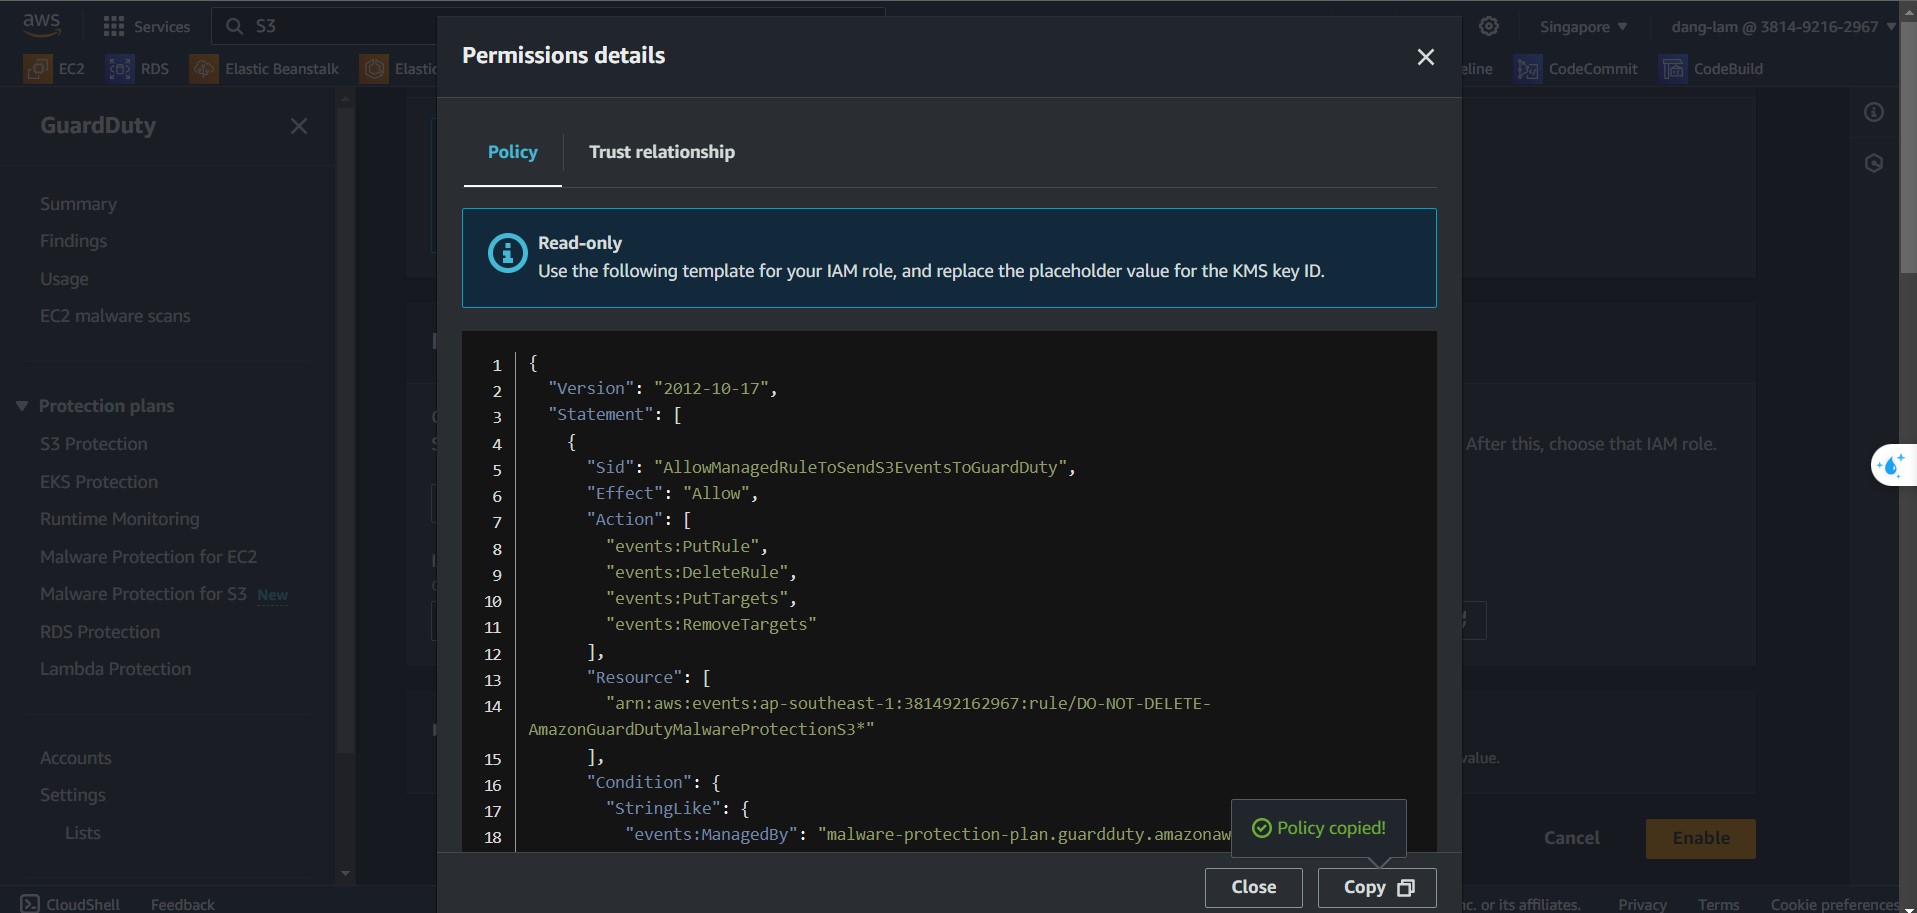 aws
Services
S3
Singapore
dang-lam @ 3814-9216-2967
EC2
RDS
Elastic Beanstalk
Elastic
eline
CodeCommit
CodeBuild
GuardDuty
Summary
Findings
Usage
EC2 malware scans
Protection plans
S3 Protection
EKS Protection
Runtime Monitoring
Malware Protection for EC2
Malware Protection for S3 New
RDS Protection
Lambda Protection
Accounts
Settings
Lists
Permissions details
Policy
Trust relationship
Read-only
Use the following template for your IAM role, and replace the placeholder value for the KMS key ID.
1 {
2 "Version": "2012-10-17",
3 "Statement": [
4 {
5 "Sid": "AllowManagedRuleToSendS3EventsToGuardDuty",
6 "Effect": "Allow",
7 "Action": [
8 "events:PutRule",
9 "events:DeleteRule",
10 "events:PutTargets",
11 "events:RemoveTargets"
12 ],
13 "Resource": [
14 "arn:aws:events:ap-southeast-1:381492162967:rule/DO-NOT-DELETE-
AmazonGuardDutyMalwareProtectionS3*"
15 ],
16 "Condition": {
17 "StringLike": {
18 "events:ManagedBy": "malware-protection-plan.guardduty.amazonaw
Policy copied!
Close
Copy
After this, choose that IAM role.
value.
Cancel
Enable
CloudShell
Feedback
nc. or its affiliates.
Privacy
Terms
Cookie preferences